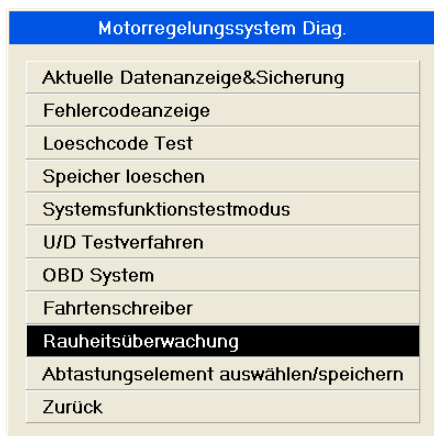 Motorregelungssystem Diag.
Aktuelle Datenanzeige&Sicherung
Fehlercodeanzeige
Loeschcode Test
Speicher loeschen
Systemsfunktionstestmodus
U/D Testverfahren
OBD System
Fahrtenschreiber
Rauheitsüberwachung
Abtastungselement auswählen/speichern
Zurück